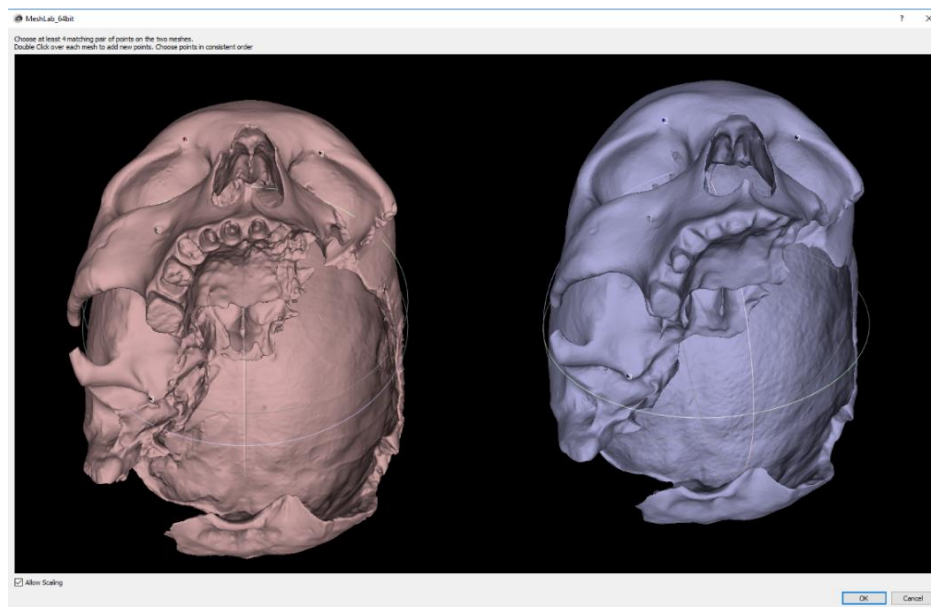 MeshLab_64bit
Choose at least 4 matching pair of points on the two meshes.
Double Click over each mesh to add new points. Choose points in consistent order
Allow Scaling
OK Cancel